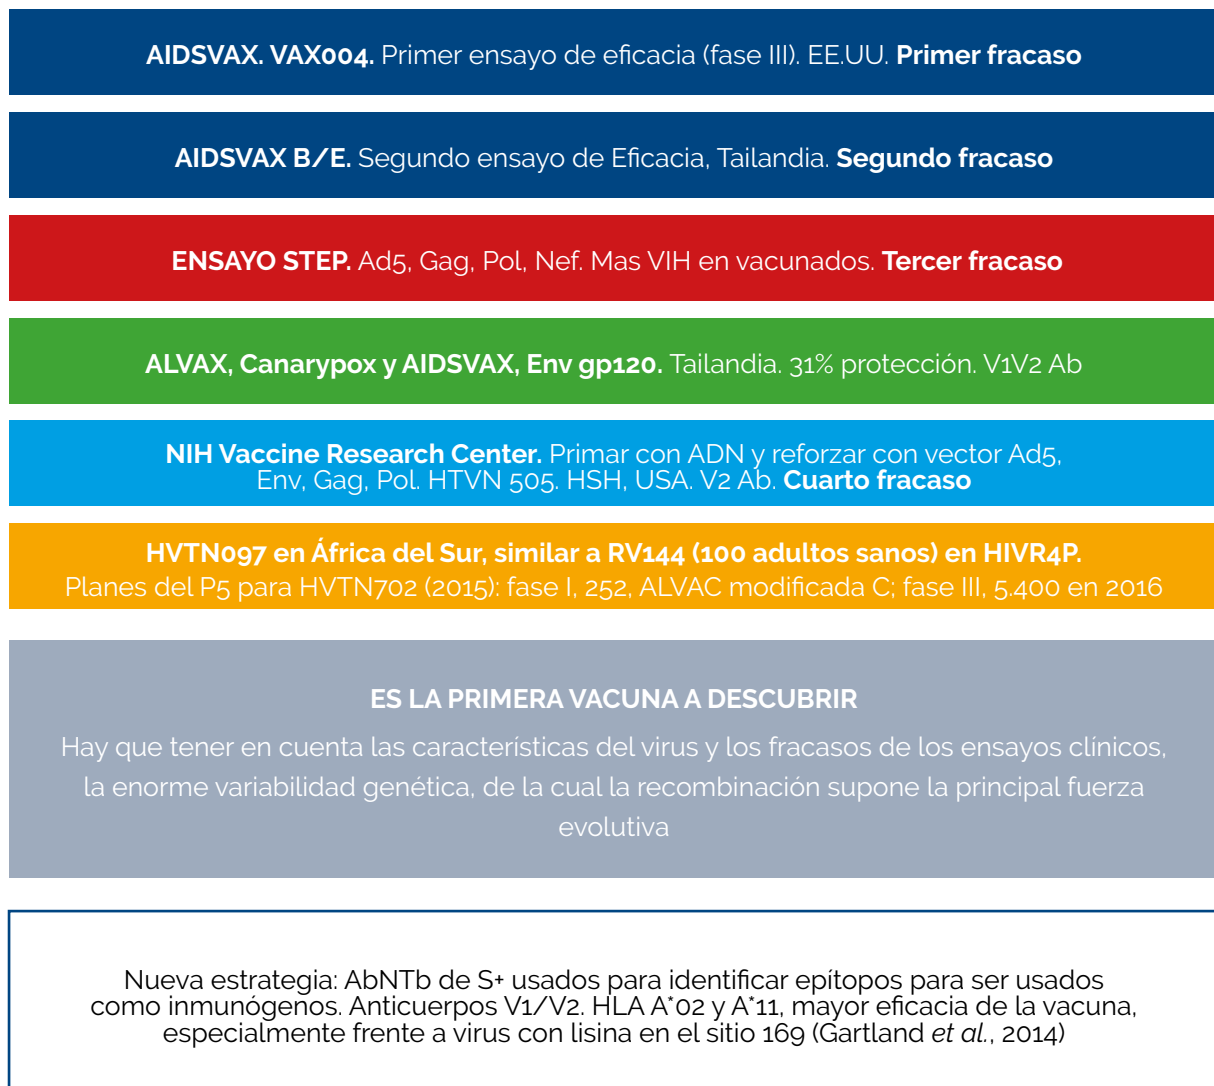 AIDSVAX. VAX004. Primer ensayo de eficacia (fase III). EE.UU. Primer fracaso
AIDSVAX B/E. Segundo ensayo de Eficacia, Tailandia. Segundo fracaso
ENSAYO STEP. Ad5, Gag, Pol, Nef. Mas VIH en vacunados. Tercer fracaso
ALVAX, Canarypox y AIDSVAX, Env gp120. Tailandia. 31% protección. V1V2 Ab
NIH Vaccine Research Center. Primar con ADN y reforzar con vector Ad5,
Env, Gag, Pol. HTVN 505. HSH, USA. V2 Ab. Cuarto fracaso
HVTN097 en África del Sur, similar a RV144 (100 adultos sanos) en HIVR4P.
Planes del P5 para HVTN702 (2015): fase I, 252, ALVAC modificada C; fase III, 5.400 en 2016
ES LA PRIMERA VACUNA A DESCUBRIR
Hay que tener en cuenta las características del virus y los fracasos de los ensayos clínicos,
la enorme variabilidad genética, de la cual la recombinación supone la principal fuerza
evolutiva
Nueva estrategia: AbNTb de S+ usados para identificar epítopos para ser usados
como inmunógenos. Anticuerpos V1/V2. HLA A*02 y A*11, mayor eficacia de la vacuna,
especialmente frente a virus con lisina en el sitio 169 (Gartland et al., 2014)